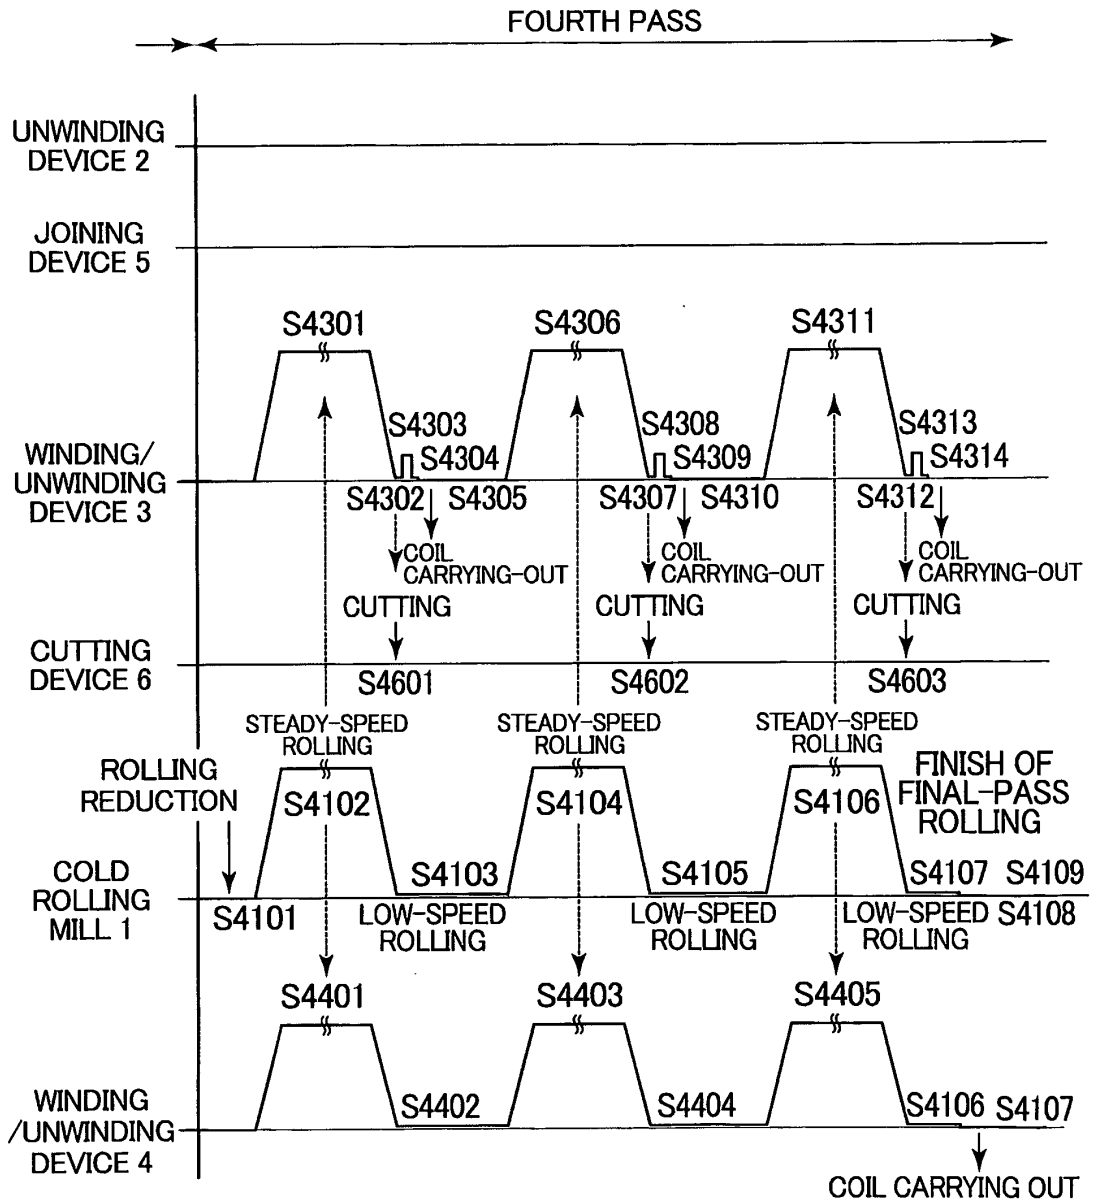 FOURTH PASS
UNWINDING
DEVICE 2
JOINING
DEVICE 5
S4301
S4306
S4311
S4303
S4308
S4313
WINDING/
UNWINDING
DEVICE 3
S4304
S4309
S4314
S4302
S4305
S4307
S4310
S4312
COIL
CARRYING-OUT
COIL
CARRYING-OUT
COIL
CARRYING-OUT
CUTTING
CUTTING
CUTTING
CUTTING
DEVICE 6
S4601
S4602
S4603
STEADY-SPEED
ROLLING
STEADY-SPEED
ROLLING
STEADY-SPEED
ROLLING
ROLLING
REDUCTION
FINISH OF
FINAL-PASS
ROLLING
S4102
S4104
S4106
COLD
ROLLING
MILL 1
S4103
S4105
S4107
S4109
S4101
LOW-SPEED
ROLLING
LOW-SPEED
ROLLING
LOW-SPEED
ROLLING
S4108
S4401
S4403
S4405
WINDING
/UNWINDING
DEVICE 4
S4402
S4404
S4106
S4107
COIL CARRYING OUT